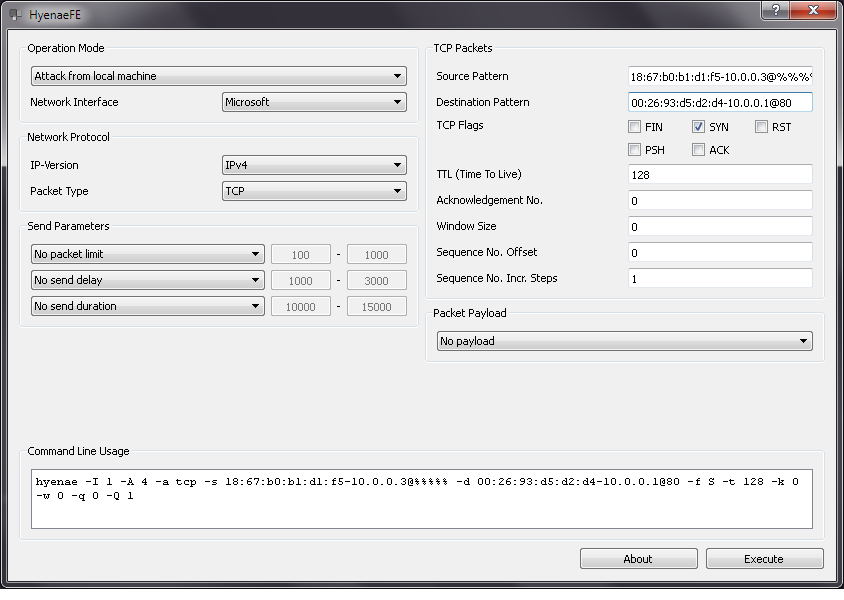 HyenaeFE
Operation Mode
Attack from local machine
Network Interface
Microsoft
Network Protocol
IP-Version
IPv4
Packet Type
TCP
Send Parameters
No packet limit
100 - 1000
No send delay
1000 - 3000
No send duration
10000 - 15000
TCP Packets
Source Pattern
18:67:b0:b1:d1:f5-10.0.0.3@%%%
Destination Pattern
00:26:93:d5:d2:d4-10.0.0.1@80
TCP Flags
FIN SYN RST
PSH ACK
TTL (Time To Live)
128
Acknowledgement No.
0
Window Size
0
Sequence No. Offset
0
Sequence No. Incr. Steps
1
Packet Payload
No payload
Command Line Usage
hyenae -I 1 -A 4 -a tcp -s 18:67:b0:b1:d1:f5-10.0.0.3@%%%%% -d 00:26:93:d5:d2:d4-10.0.0.1@80 -f S -t 128 -k 0
-w 0 -q 0 -Q 1
About
Execute